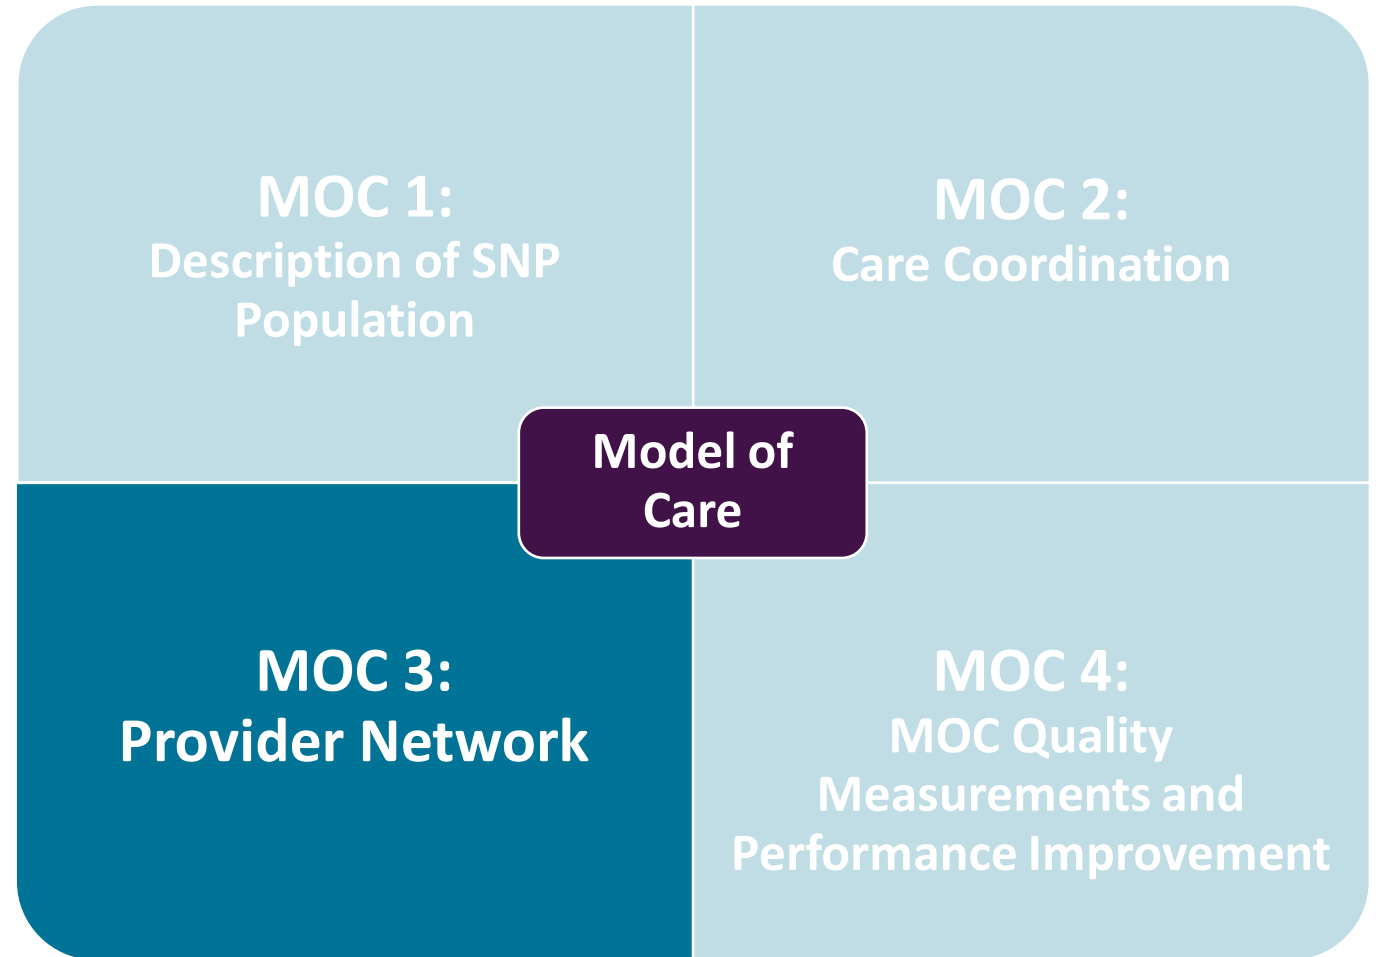 MOC 1:
Description of SNP
Population
MOC 2:
Care Coordination
Model of
Care
MOC 3:
Provider Network
MOC 4:
MOC Quality
Measurements and
Performance Improvement